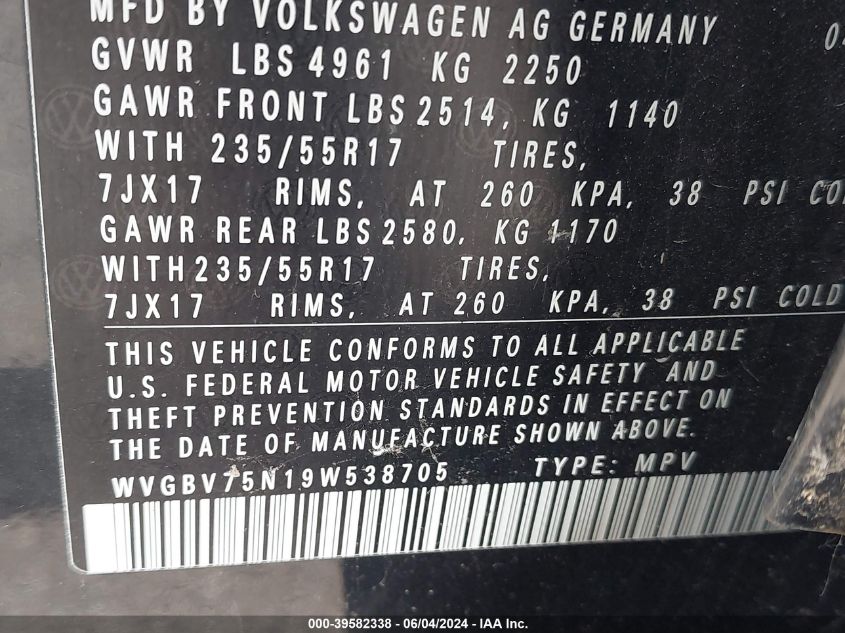 MFD BY VOLKSWAGEN AG GERMANY
GVWR LBS 4961 KG 2250
GAWR FRONT LBS 2514, KG 1140
WITH 235/55R17 TIRES,
7JX17 RIMS, AT 260 KPA, 38 PSI COL
GAWR REAR LBS 2580, KG 1170
WITH 235/55R17 TIRES,
7JX17 RIMS, AT 260 KPA, 38 PSI COLD
THIS VEHICLE CONFORMS TO ALL APPLICABLE
U.S. FEDERAL MOTOR VEHICLE SAFETY AND
THEFT PREVENTION STANDARDS IN EFFECT ON
THE DATE OF MANUFACTURE SHOWN ABOVE.
WVGBV75N19W538705 TYPE: MPV
000-39582338 - 06/04/2024 - IAA Inc.